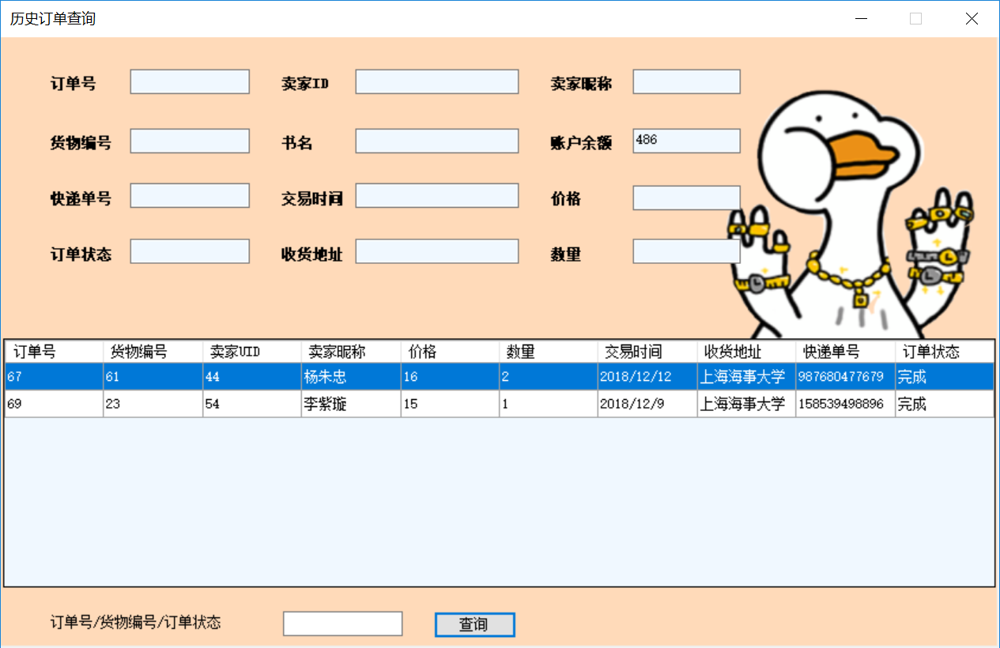 历史订单查询
订单号 卖家ID 卖家昵称
货物编号 书名 账户余额 486
快递单号 交易时间 价格
订单状态 收货地址 数量
订单号 货物编号 卖家UID 卖家昵称 价格 数量 交易时间 收货地址 快递单号 订单状态
67 61 44 杨朱忠 16 2 2018/12/12 上海海事大学 987680477679 完成
69 23 54 李紫璇 15 1 2018/12/9 上海海事大学 158539498896 完成
订单号/货物编号/订单状态 查询